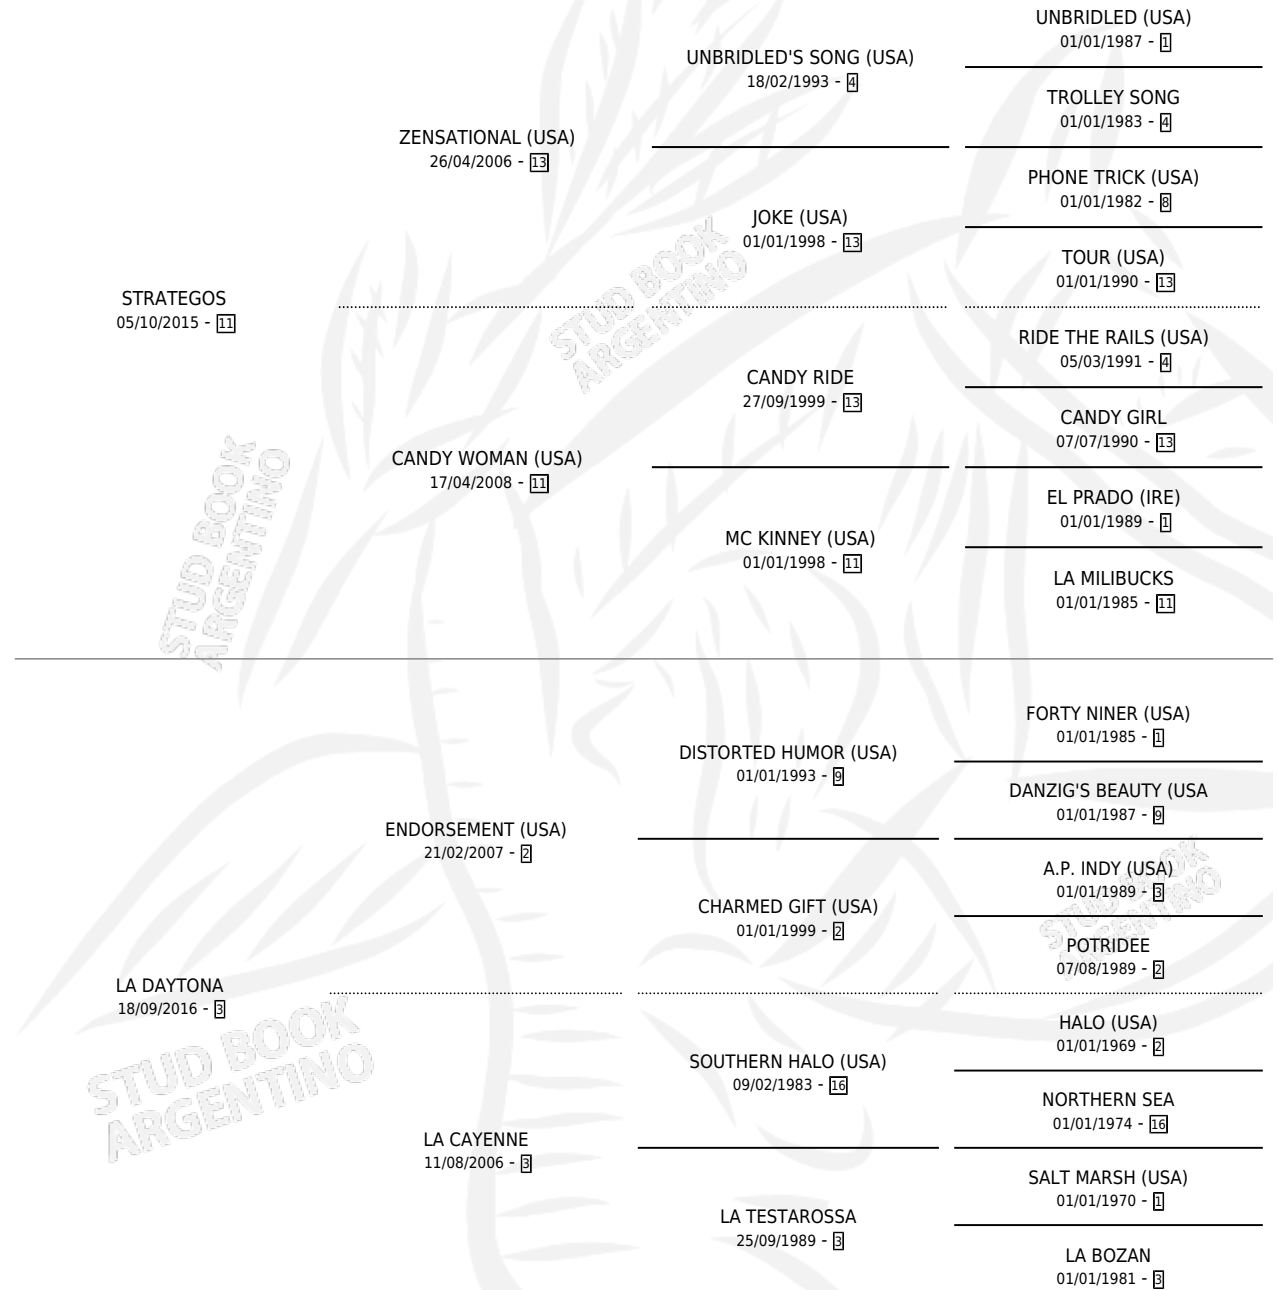 UNBRIDLED (USA)
01/01/1987 - 1
UNBRIDLED'S SONG (USA)
18/02/1993 - 4
TROLLEY SONG
01/01/1983 - 4
ZENSATIONAL (USA)
26/04/2006 - 13
PHONE TRICK (USA)
01/01/1982 - 8
JOKE (USA)
01/01/1998 - 13
TOUR (USA)
01/01/1990 - 13
STRATEGOS
05/10/2015 - 11
RIDE THE RAILS (USA)
05/03/1991 - 4
CANDY RIDE
27/09/1999 - 13
CANDY GIRL
07/07/1990 - 13
CANDY WOMAN (USA)
17/04/2008 - 11
EL PRADO (IRE)
01/01/1989 - 1
MC KINNEY (USA)
01/01/1998 - 11
LA MILIBUCKS
01/01/1985 - 11
FORTY NINER (USA)
01/01/1985 - 1
DISTORTED HUMOR (USA)
01/01/1993 - 9
DANZIG'S BEAUTY (USA
01/01/1987 - 9
ENDORSEMENT (USA)
21/02/2007 - 2
A.P. INDY (USA)
01/01/1989 - 3
CHARMED GIFT (USA)
01/01/1999 - 2
POTRIDEE
07/08/1989 - 2
LA DAYTONA
18/09/2016 - 3
HALO (USA)
01/01/1969 - 2
SOUTHERN HALO (USA)
09/02/1983 - 16
NORTHERN SEA
01/01/1974 - 16
LA CAYENNE
11/08/2006 - 3
SALT MARSH (USA)
01/01/1970 - 1
LA TESTAROSSA
25/09/1989 - 3
LA BOZAN
01/01/1981 - 3
STUD BOOK
ARGENTINO
STUD BOOK
ARGENTINO
STUD BOOK
ARGENTINO
STUD BOOK
ARGENTINO